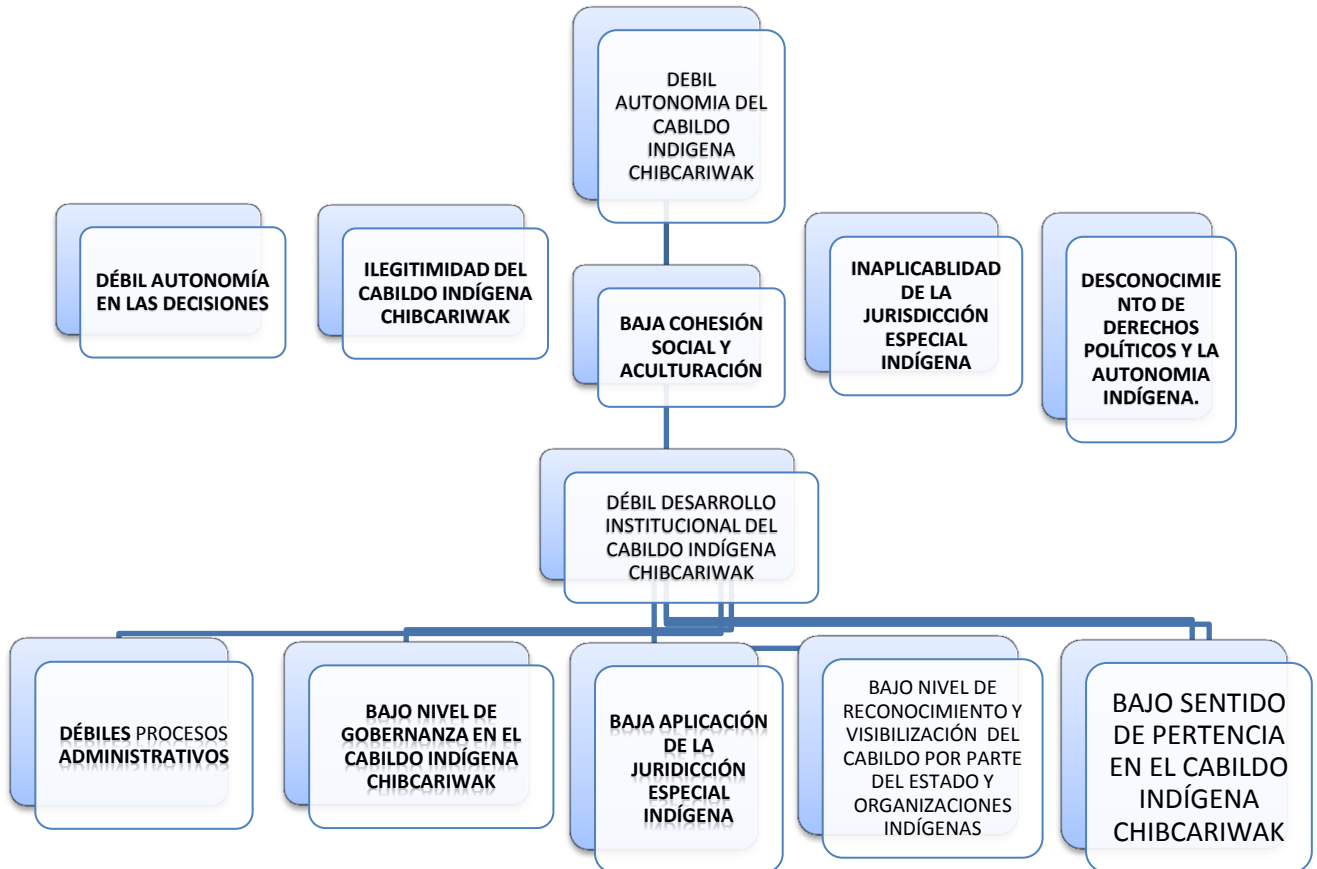 DEBIL
AUTONOMIA DEL
CABILDO
INDIGENA
CHIBCARIWAK
DÉBIL AUTONOMÍA
EN LAS DECISIONES
ILEGITIMIDAD DEL
CABILDO INDÍGENA
CHIBCARIWAK
BAJA COHESIÓN
SOCIAL Y
ACULTURACIÓN
INAPLICABLIDAD
DE LA
JURISDICCIÓN
ESPECIAL
INDÍGENA
DESCONOCIMIE
NTO DE
DERECHOS
POLÍTICOS Y LA
AUTONOMIA
INDÍGENA.
DÉBIL DESARROLLO
INSTITUCIONAL DEL
CABILDO INDÍGENA
CHIBCARIWAK
DÉBILES PROCESOS
ADMINISTRATIVOS
BAJO NIVEL DE
GOBERNANZA EN EL
CABILDO INDÍGENA
CHIBCARIWAK
BAJA APLICACIÓN
DE LA
JURIDICCIÓN
ESPECIAL
INDÍGENA
BAJO NIVEL DE
RECONOCIMIENTO Y
VISIBILIZACIÓN DEL
CABILDO POR PARTE
DEL ESTADO Y
ORGANIZACIONES
INDÍGENAS
BAJO SENTIDO
DE PERTENCIA
EN EL CABILDO
INDÍGENA
CHIBCARIWAK